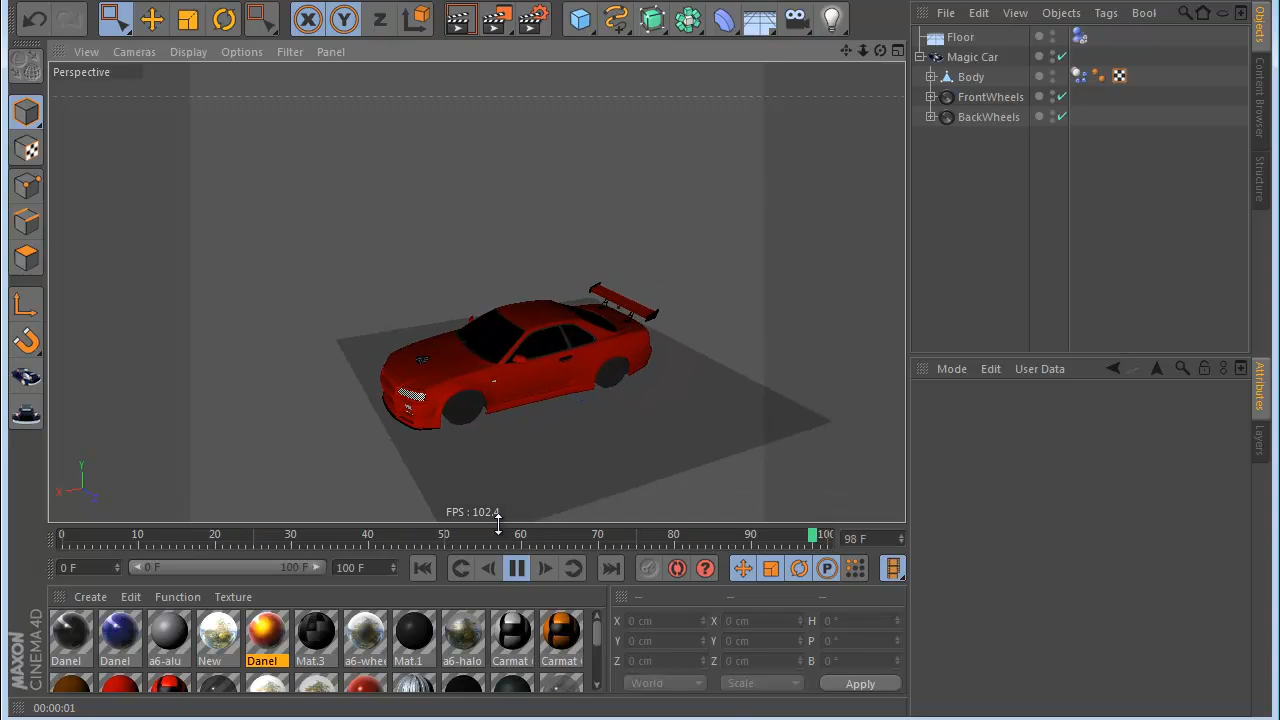 File Edit View Objects Tags Bool
View Cameras Display Options Filter Panel
Perspective
Floor
Magic Car
Body
FrontWheels
BackWheels
Objects
Content Browser
Structure
Mode Edit User Data
Attributes
Layers
FPS : 102.4
0 10 20 30 40 50 60 70 80 90 100
98 F
0 F 0 F 100 F 100 F
Create Edit Function Texture
-- -- --
Danel Danel a6-alu New Danel Mat.3 a6-whee Mat.1 a6-halo Carmat Carmat
X 0 cm X 0 cm H 0 °
Y 0 cm Y 0 cm P 0 °
Z 0 cm Z 0 cm B 0 °
World Scale Apply
MAXON
CINEMA 4D
00:00:01
X Y Z
Y
X
Z